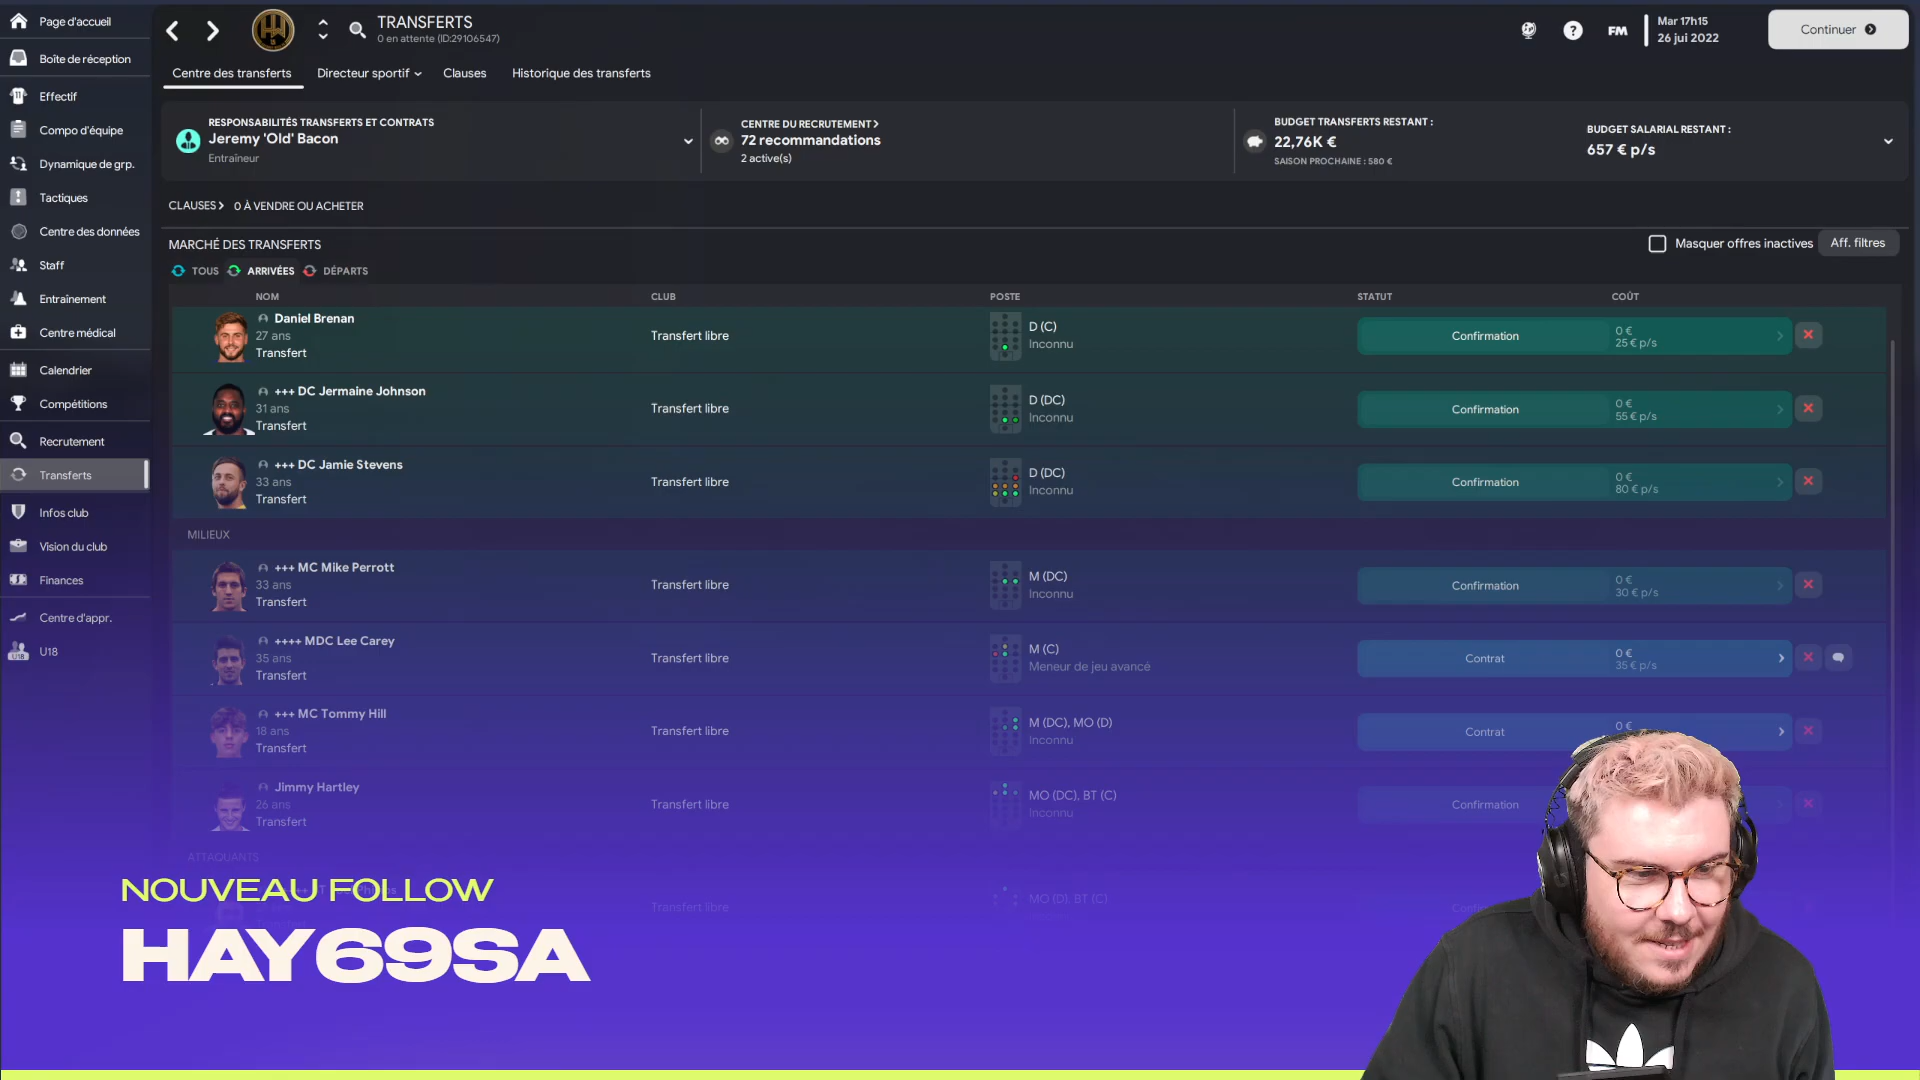 Page d'accueil
Boîte de réception
Effectif
Compo d'équipe
Dynamique de grp.
Tactiques
Centre des données
Staff
Entraînement
Centre médical
Calendrier
Compétitions
Recrutement
Transferts
Infos club
Vision du club
Finances
Centre d'appr.
U18
TRANSFERTS
0 en attente (ID:29106547)
FM
Mar 17h15
26 jui 2022
Continuer
Centre des transferts
Directeur sportif
Clauses
Historique des transferts
RESPONSABILITÉS TRANSFERTS ET CONTRATS
Jeremy 'Old' Bacon
Entraîneur
CENTRE DU RECRUTEMENT
72 recommandations
2 active(s)
BUDGET TRANSFERTS RESTANT :
22,76K €
SAISON PROCHAINE : 580 €
BUDGET SALARIAL RESTANT :
657 € p/s
CLAUSES 0 À VENDRE OU ACHETER
MARCHÉ DES TRANSFERTS
Masquer offres inactives
Aff. filtres
TOUS ARRIVÉES DÉPARTS
NOM CLUB POSTE STATUT COÛT
Daniel Brenan
27 ans
Transfert
Transfert libre
D (C)
Inconnu
Confirmation
0 €
25 € p/s
+++ DC Jermaine Johnson
31 ans
Transfert
Transfert libre
D (DC)
Inconnu
Confirmation
0 €
55 € p/s
+++ DC Jamie Stevens
33 ans
Transfert
Transfert libre
D (DC)
Inconnu
Confirmation
0 €
80 € p/s
MILIEUX
+++ MC Mike Perrott
33 ans
Transfert
Transfert libre
M (DC)
Inconnu
Confirmation
0 €
30 € p/s
++++ MDC Lee Carey
35 ans
Transfert
Transfert libre
M (C)
Meneur de jeu avancé
Contrat
0 €
35 € p/s
+++ MC Tommy Hill
18 ans
Transfert
Transfert libre
M (DC), MO (D)
Inconnu
Contrat
0 €
Jimmy Hartley
26 ans
Transfert
Transfert libre
MO (DC), BT (C)
Inconnu
Confirmation
ATTAQUANTS
Transfert libre
MO (D), BT (C)
NOUVEAU FOLLOW
HAY69SA